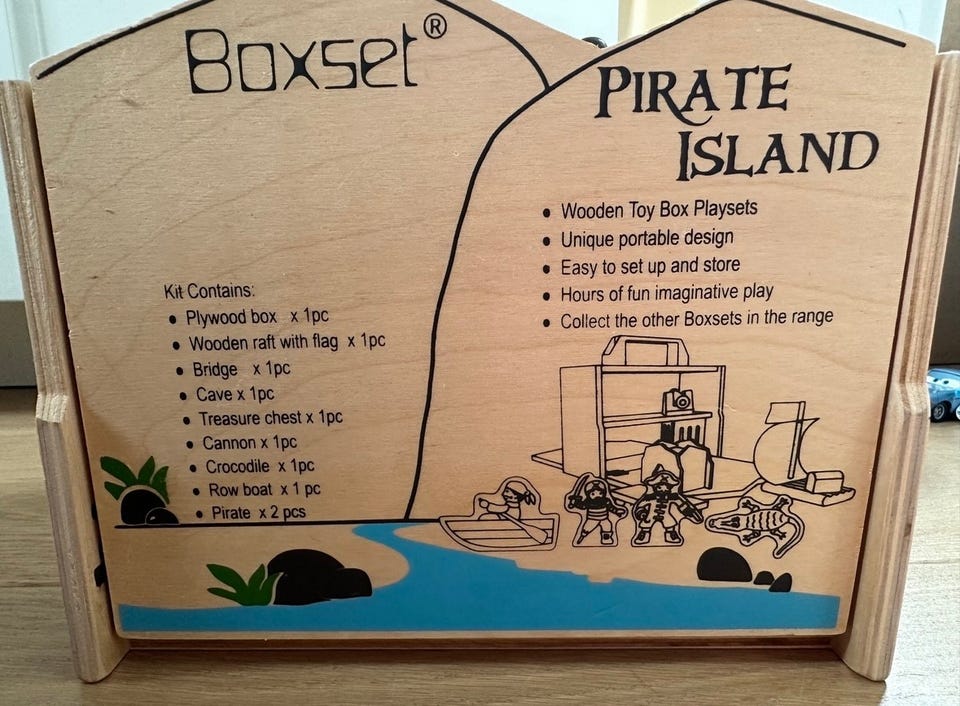 Boxset®
PIRATE
ISLAND
• Wooden Toy Box Playsets
• Unique portable design
• Easy to set up and store
• Hours of fun imaginative play
• Collect the other Boxsets in the range
Kit Contains:
• Plywood box x 1pc
• Wooden raft with flag x 1pc
• Bridge x 1pc
• Cave x 1pc
• Treasure chest x 1pc
• Cannon x 1pc
• Crocodile x 1pc
• Row boat x 1 pc
• Pirate x 2 pcs